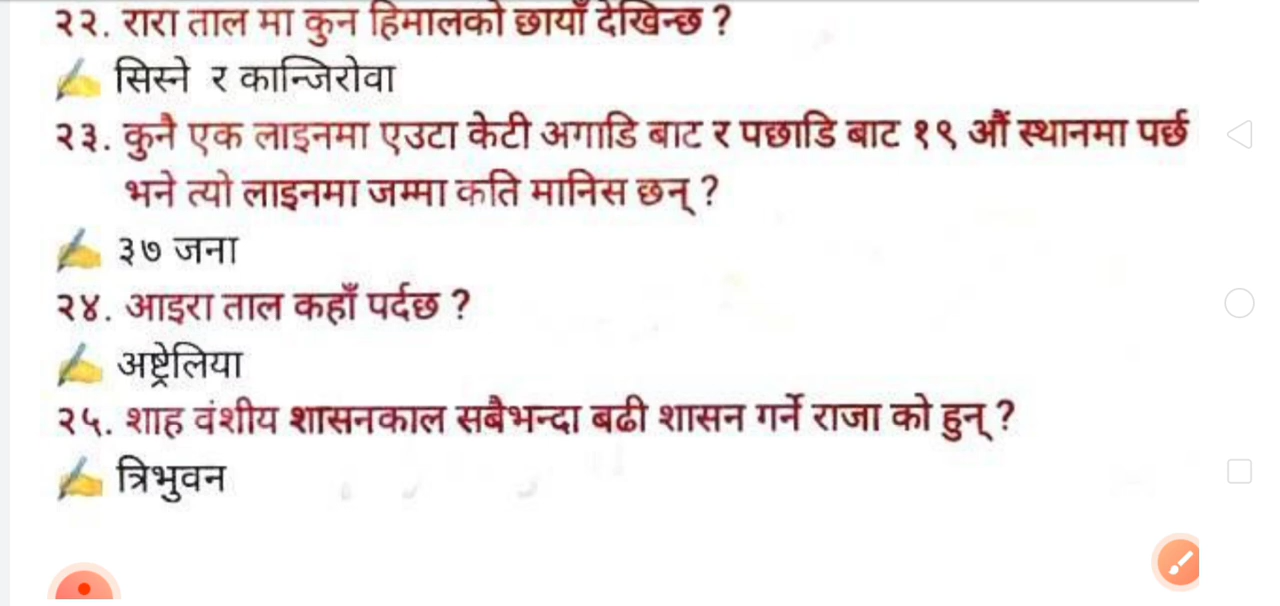 २२. रारा ताल मा कुन हिमालको छायाँ देखिन्छ ?
✍ सिस्ने र कान्जिरोवा
२३. कुनै एक लाइनमा एउटा केटी अगाडि बाट र पछाडि बाट १९ औं स्थानमा पर्छ
भने त्यो लाइनमा जम्मा कति मानिस छन् ?
✍ ३७ जना
२४. आइरा ताल कहाँ पर्दछ ?
✍ अष्ट्रेलिया
२५. शाह वंशीय शासनकाल सबैभन्दा बढी शासन गर्ने राजा को हुन् ?
✍ त्रिभुवन